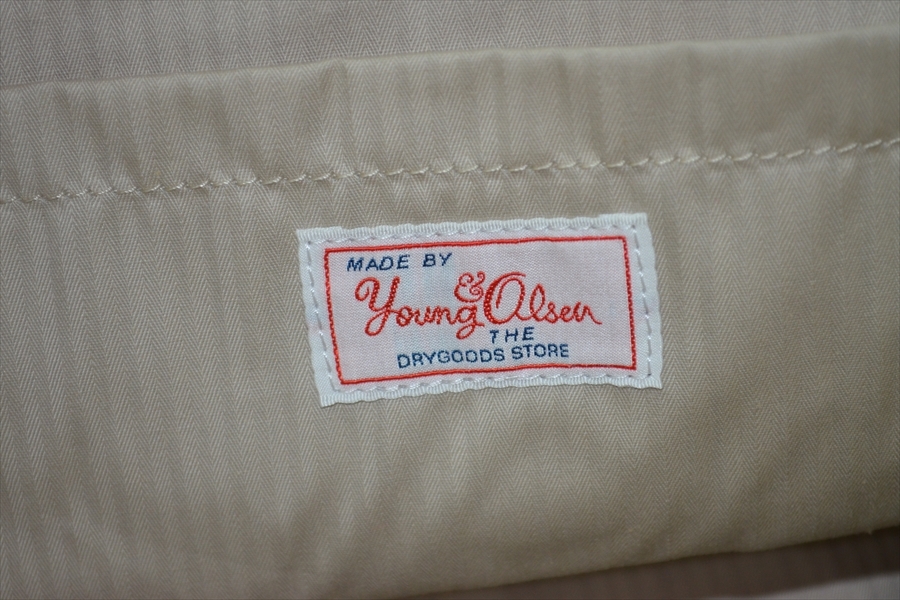 MADE BY
Young & Olsen
THE
DRYGOODS STORE